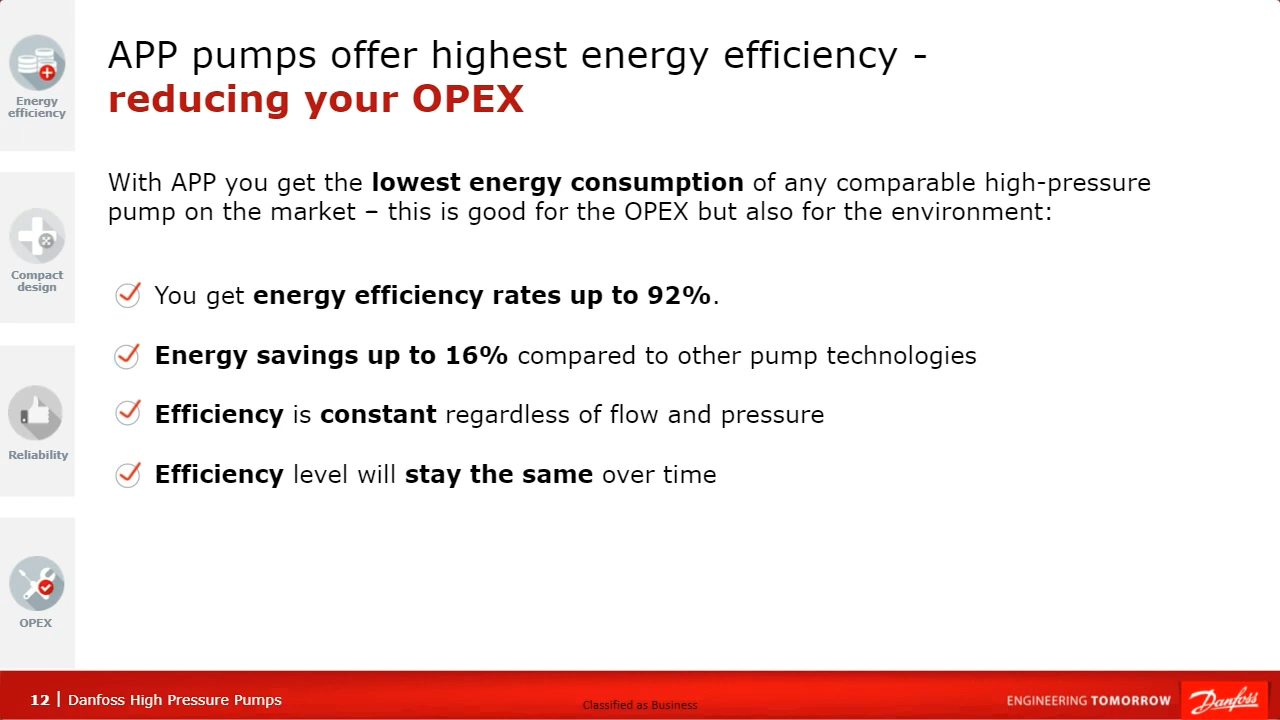 Energy
efficiency
Compact
design
Reliability
OPEX
APP pumps offer highest energy efficiency -
reducing your OPEX
With APP you get the lowest energy consumption of any comparable high-pressure
pump on the market – this is good for the OPEX but also for the environment:
You get energy efficiency rates up to 92%.
Energy savings up to 16% compared to other pump technologies
Efficiency is constant regardless of flow and pressure
Efficiency level will stay the same over time
12 | Danfoss High Pressure Pumps
Classified as Business
ENGINEERING TOMORROW
Danfoss